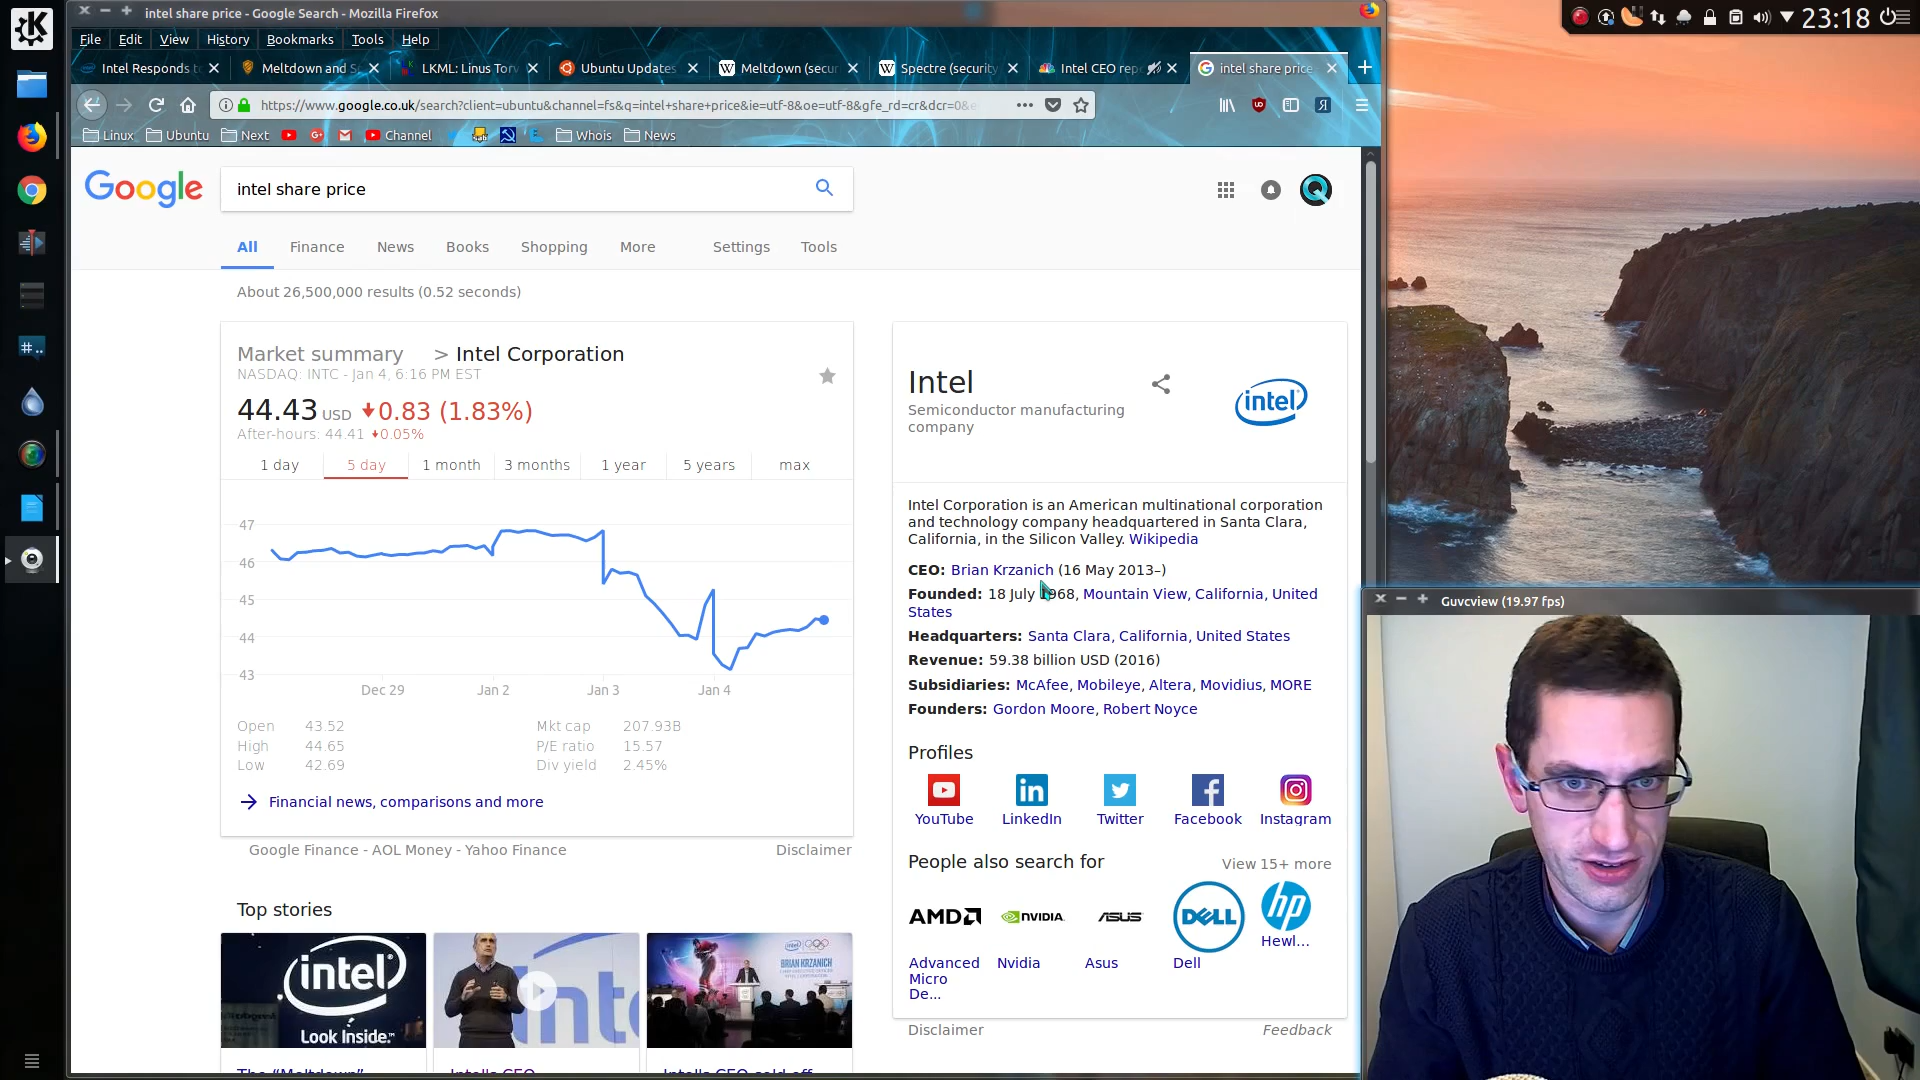 intel share price - Google Search - Mozilla Firefox
23:18
File Edit View History Bookmarks Tools Help
Intel Responds to
Meltdown and S
LKML: Linus Torv
Ubuntu Updates
Meltdown (secur
Spectre (security
Intel CEO rep
intel share price
https://www.google.co.uk/search?client=ubuntu&channel=fs&q=intel+share+price&ie=utf-8&oe=utf-8&gfe_rd=cr&dcr=0&e
Linux Ubuntu Next Channel Whois News
Google
intel share price
All Finance News Books Shopping More Settings Tools
About 26,500,000 results (0.52 seconds)
Market summary > Intel Corporation
NASDAQ: INTC - Jan 4, 6:16 PM EST
44.43 USD 0.83 (1.83%)
After-hours: 44.41 0.05%
1 day 5 day 1 month 3 months 1 year 5 years max
47
46
45
44
43
Dec 29 Jan 2 Jan 3 Jan 4
Open 43.52 Mkt cap 207.93B
High 44.65 P/E ratio 15.57
Low 42.69 Div yield 2.45%
Financial news, comparisons and more
Google Finance - AOL Money - Yahoo Finance Disclaimer
Top stories
intel
Look Inside.™
BRIAN KRZANICH
The "Meltdown"
Intel's CEO
Intel's CEO sold off
Intel
Semiconductor manufacturing
company
intel
Intel Corporation is an American multinational corporation
and technology company headquartered in Santa Clara,
California, in the Silicon Valley. Wikipedia
CEO: Brian Krzanich (16 May 2013–)
Founded: 18 July 1968, Mountain View, California, United
States
Headquarters: Santa Clara, California, United States
Revenue: 59.38 billion USD (2016)
Subsidiaries: McAfee, Mobileye, Altera, Movidius, MORE
Founders: Gordon Moore, Robert Noyce
Profiles
YouTube LinkedIn Twitter Facebook Instagram
People also search for View 15+ more
AMD NVIDIA ASUS DELL hp
Hewl...
Advanced
Micro
De...
Nvidia
Asus
Dell
Disclaimer Feedback
Guvcview (19.97 fps)